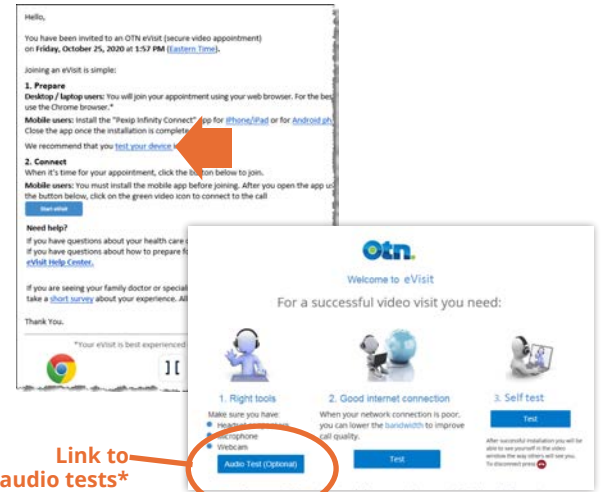 Hello,
You have been invited to an OTN eVisit (secure video appointment)
on Friday, October 25, 2020 at 1:57 PM (Eastern Time).
Joining an eVisit is simple:
1. Prepare
Desktop / laptop users: You will join your appointment using your web browser. For the bes
use the Chrome browser.*
Mobile users: Install the "Pexip Infinity Connect" app for iPhone/iPad or for Android ph
Close the app once the installation is complete
We recommend that you test your device
2. Connect
When it's time for your appointment, click the button below to join.
Mobile users: You must install the mobile app before joining. After you open the app u
the button below, click on the green video icon to connect to the call
Start eVisit
Need help?
If you have questions about your health care
If you have questions about how to prepare fo
eVisit Help Center.
If you are seeing your family doctor or special
take a short survey about your experience. All
Thank You.
*Your eVisit is best experienced
otn.
Welcome to eVisit
For a successful video visit you need:
1. Right tools
Make sure you have:
Headset
Microphone
Webcam
Audio Test (Optional)
2. Good internet connection
When your network connection is poor,
you can lower the bandwidth to improve
call quality.
Test
3. Self test
Test
After successful installation you will be
able to see yourself in the video
window the way others will see you.
To disconnect press
Link to
audio tests*